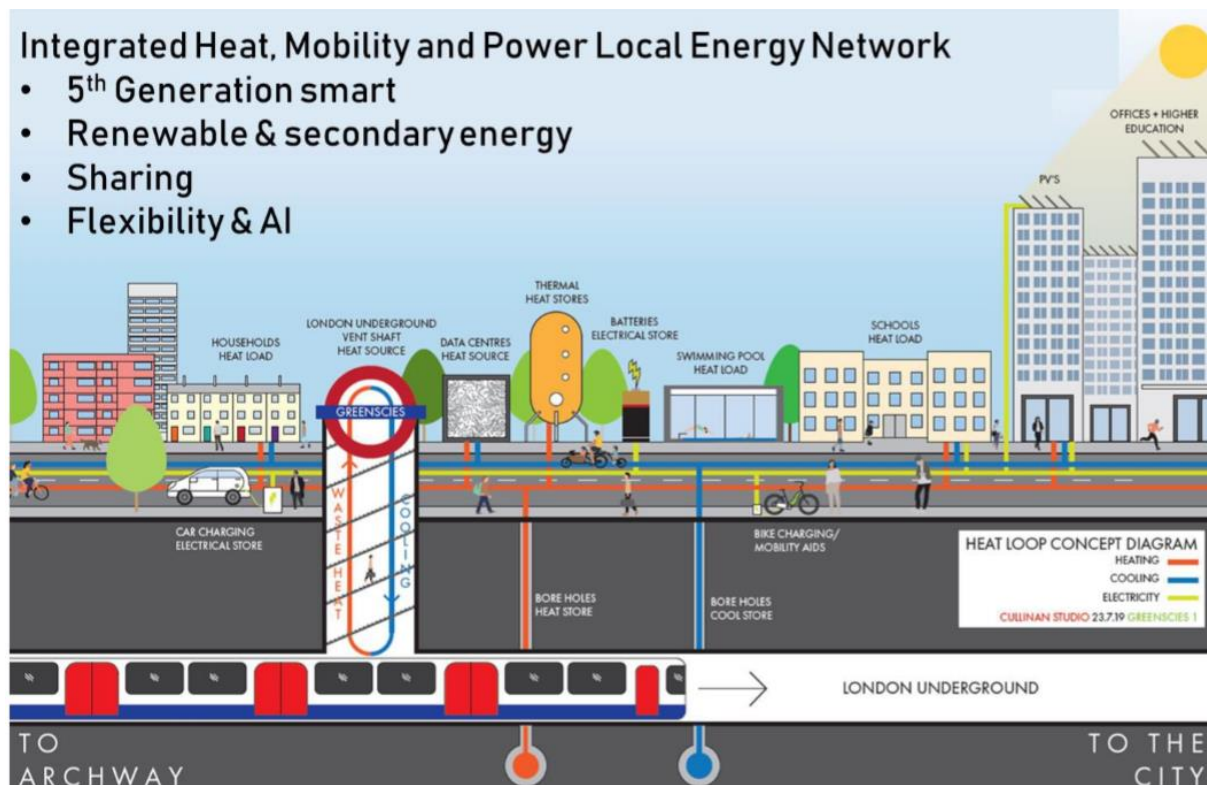 Integrated Heat, Mobility and Power Local Energy Network
• 5th Generation smart
• Renewable & secondary energy
• Sharing
• Flexibility & AI
OFFICES + HIGHER
EDUCATION
PV'S
THERMAL
HEAT STORES
LONDON UNDERGROUND
VENT SHAFT
HEAT SOURCE
HOUSEHOLDS
HEAT LOAD
DATA CENTRES
HEAT SOURCE
BATTERIES
ELECTRICAL STORE
SWIMMING POOL
HEAT LOAD
SCHOOLS
HEAT LOAD
GREENSCIES
WASTE HEAT
COOLING
CAR CHARGING
ELECTRICAL STORE
BIKE CHARGING/
MOBILITY AIDS
BORE HOLES
HEAT STORE
BORE HOLES
COOL STORE
HEAT LOOP CONCEPT DIAGRAM
HEATING
COOLING
ELECTRICITY
CULLINAN STUDIO 23.7.19 GREENSCIES 1
LONDON UNDERGROUND
TO
ARCHWAY
TO THE
CITY